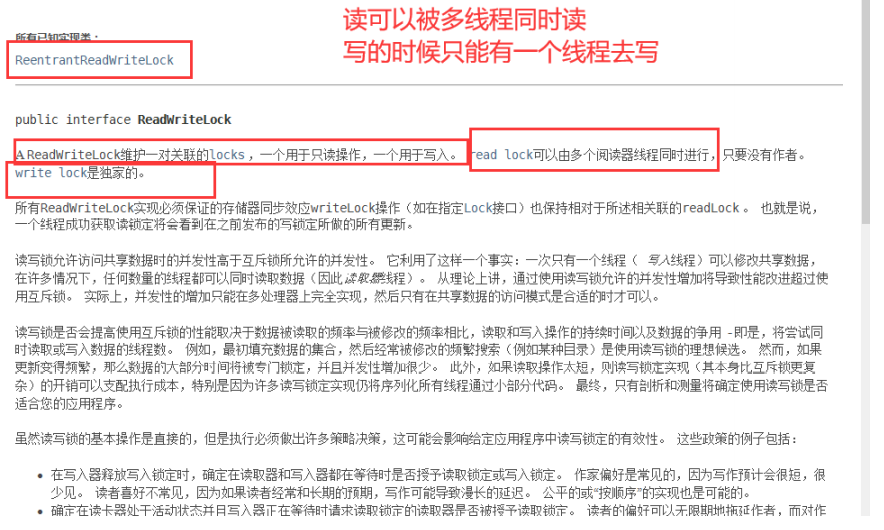 读可以被多线程同时读
写的时候只能有一个线程去写
所有已知实现类：
ReentrantReadWriteLock
public interface ReadWriteLock
A ReadWriteLock维护一对关联的locks ，一个用于只读操作，一个用于写入。 read lock可以由多个阅读器线程同时进行，只要没有作者。
write lock是独家的。
所有ReadWriteLock实现必须保证的存储器同步效应writeLock操作（如在指定Lock接口）也保持相对于所述相关联的readLock 。 也就是说，
一个线程成功获取读锁定将会看到在之前发布的写锁定所做的所有更新。
读写锁允许访问共享数据时的并发性高于互斥锁所允许的并发性。 它利用了这样一个事实：一次只有一个线程（ 写入线程）可以修改共享数据，
在许多情况下，任何数量的线程都可以同时读取数据（因此读取器线程）。 从理论上讲，通过使用读写锁允许的并发性增加将导致性能改进超过使
用互斥锁。 实际上，并发性的增加只能在多处理器上完全实现，然后只有在共享数据的访问模式是合适的时才可以。
读写锁是否会提高使用互斥锁的性能取决于数据被读取的频率与被修改的频率相比，读取和写入操作的持续时间以及数据的争用 -即是，将尝试同
时读取或写入数据的线程数。 例如，最初填充数据的集合，然后经常被修改的频繁搜索（例如某种目录）是使用读写锁的理想候选。 然而，如果
更新变得频繁，那么数据的大部分时间将被专门锁定，并且并发性增加很少。 此外，如果读取操作太短，则读写锁定实现（其本身比互斥锁更复
杂）的开销可以支配执行成本，特别是因为许多读写锁定实现仍将序列化所有线程通过小部分代码。 最终，只有剖析和测量将确定使用读写锁是否
适合您的应用程序。
虽然读写锁的基本操作是直接的，但是执行必须做出许多策略决策，这可能会影响给定应用程序中读写锁定的有效性。 这些政策的例子包括：
• 在写入器释放写入锁定时，确定在读取器和写入器都在等待时是否授予读取锁定或写入锁定。 作家偏好是常见的，因为写作预计会很短，很
少见。 读者喜好不常见，因为如果读者经常和长期的预期，写作可能导致漫长的延迟。 公平的或“按顺序”的实现也是可能的。
• 确定在读卡器处于活动状态并且写入器正在等待时请求读取锁定的读取器是否被授予读取锁定。 读者的偏好可以无限期地拖延作者，而对作